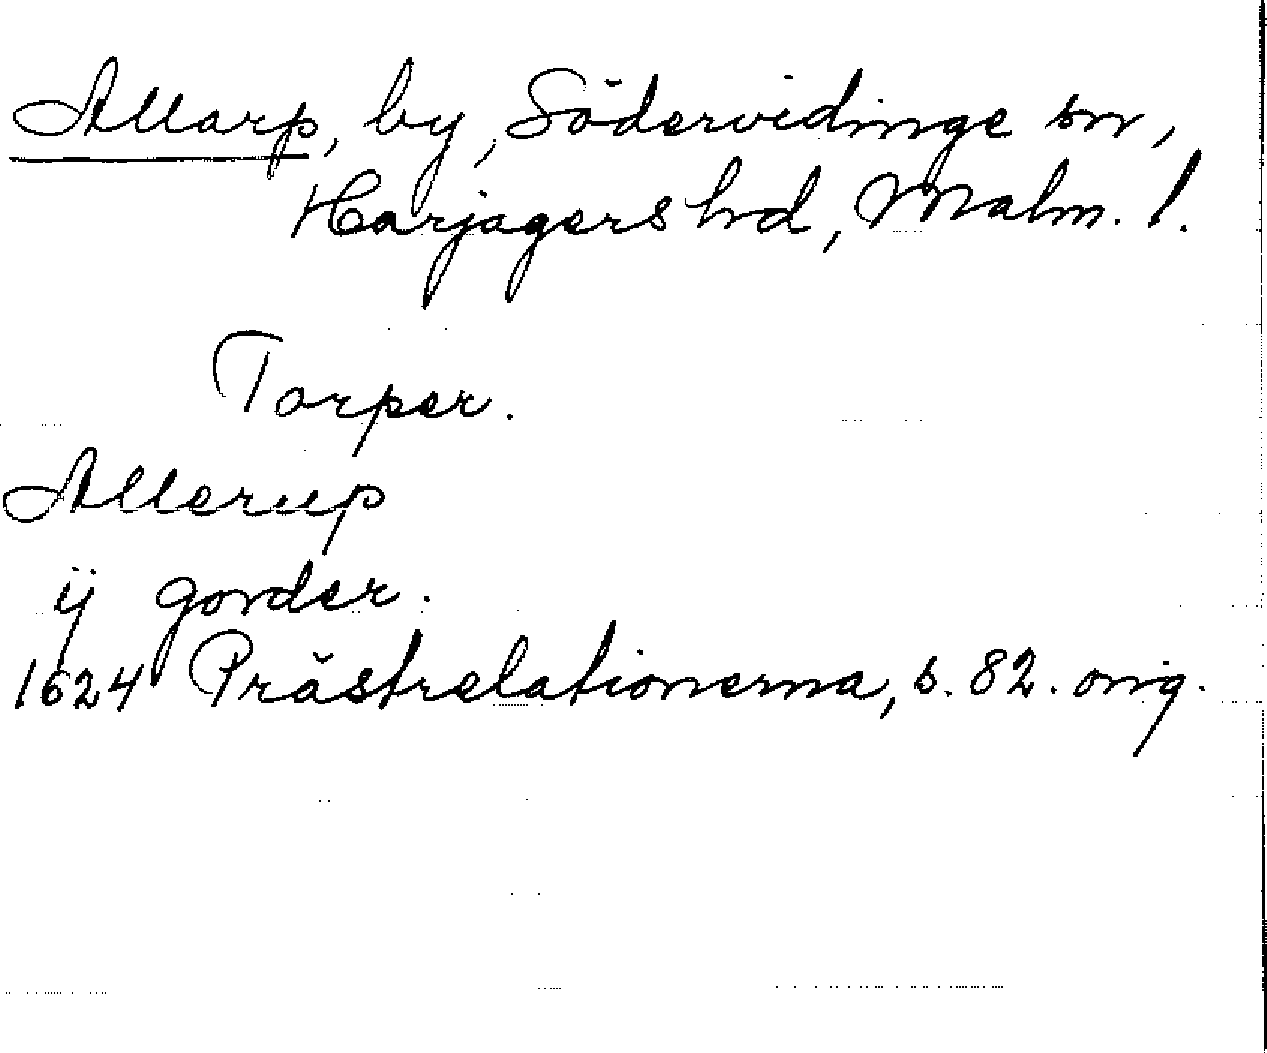 Allarp, by, Södervidinge sn,
Harjagers hd, Malm. l.
Torper.
Allerup
ij gorder.
1624 Prästrelationerna, s. 82. orig.